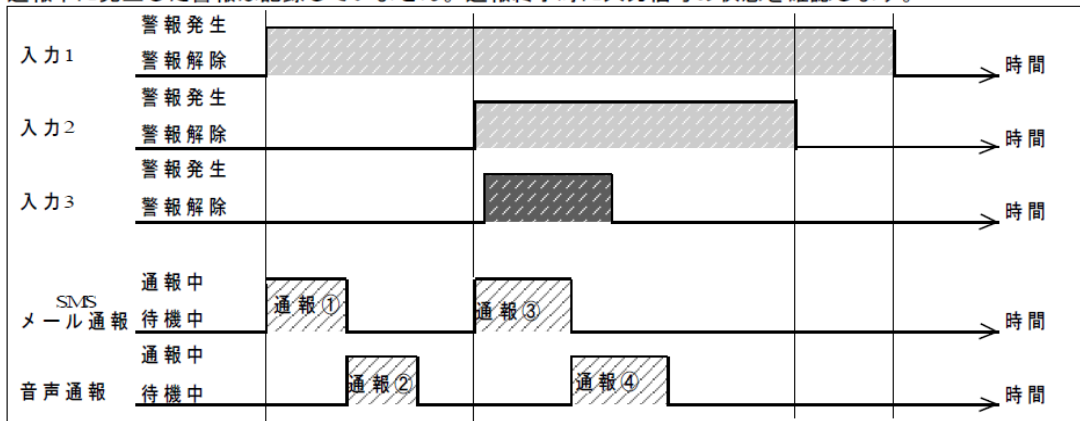 警報発生
入力1
警報解除
時間
警報発生
入力2
警報解除
時間
警報発生
入力3
警報解除
時間
通報中
通報①
通報③
SMS
メール通報
待機中
時間
通報中
通報②
通報④
音声通報
待機中
時間